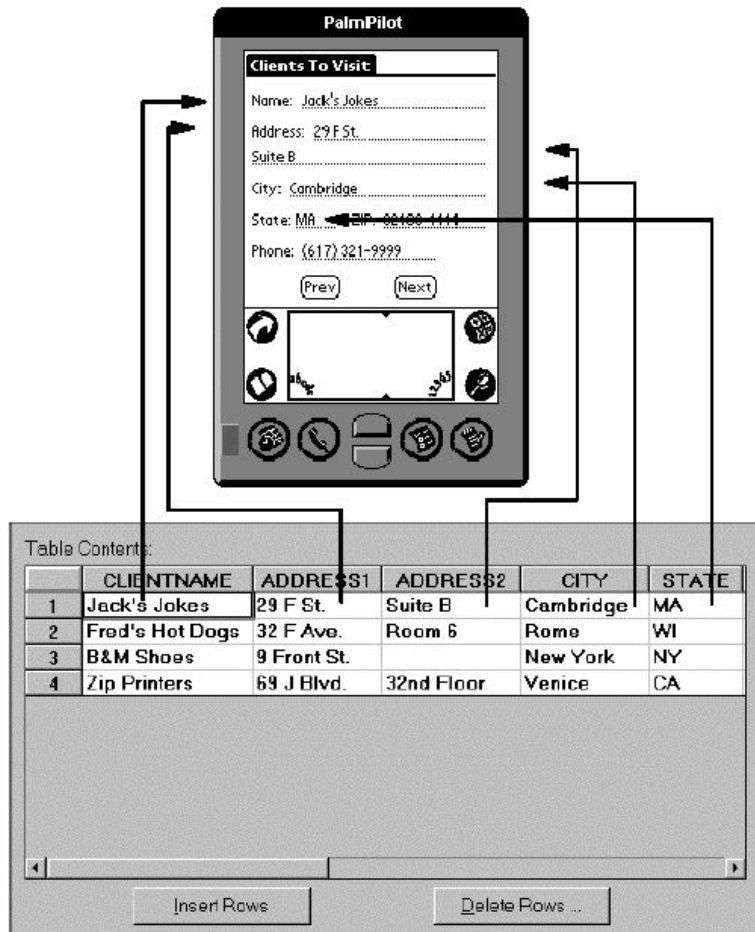 PalmPilot
Clients To Visit
Name: Jack's Jokes
Address: 29 F St.
Suite B
City: Cambridge
State: MA ZIP:
Phone: (617) 321-9999
Prev Next
Table Contents:
CLIENTNAME ADDRESS1 ADDRESS2 CITY STATE
1 Jack's Jokes 29 F St. Suite B Cambridge MA
2 Fred's Hot Dogs 32 F Ave. Room 6 Rome WI
3 B&M Shoes 9 Front St. New York NY
4 Zip Printers 69 J Blvd. 32nd Floor Venice CA
Insert Rows Delete Rows ...